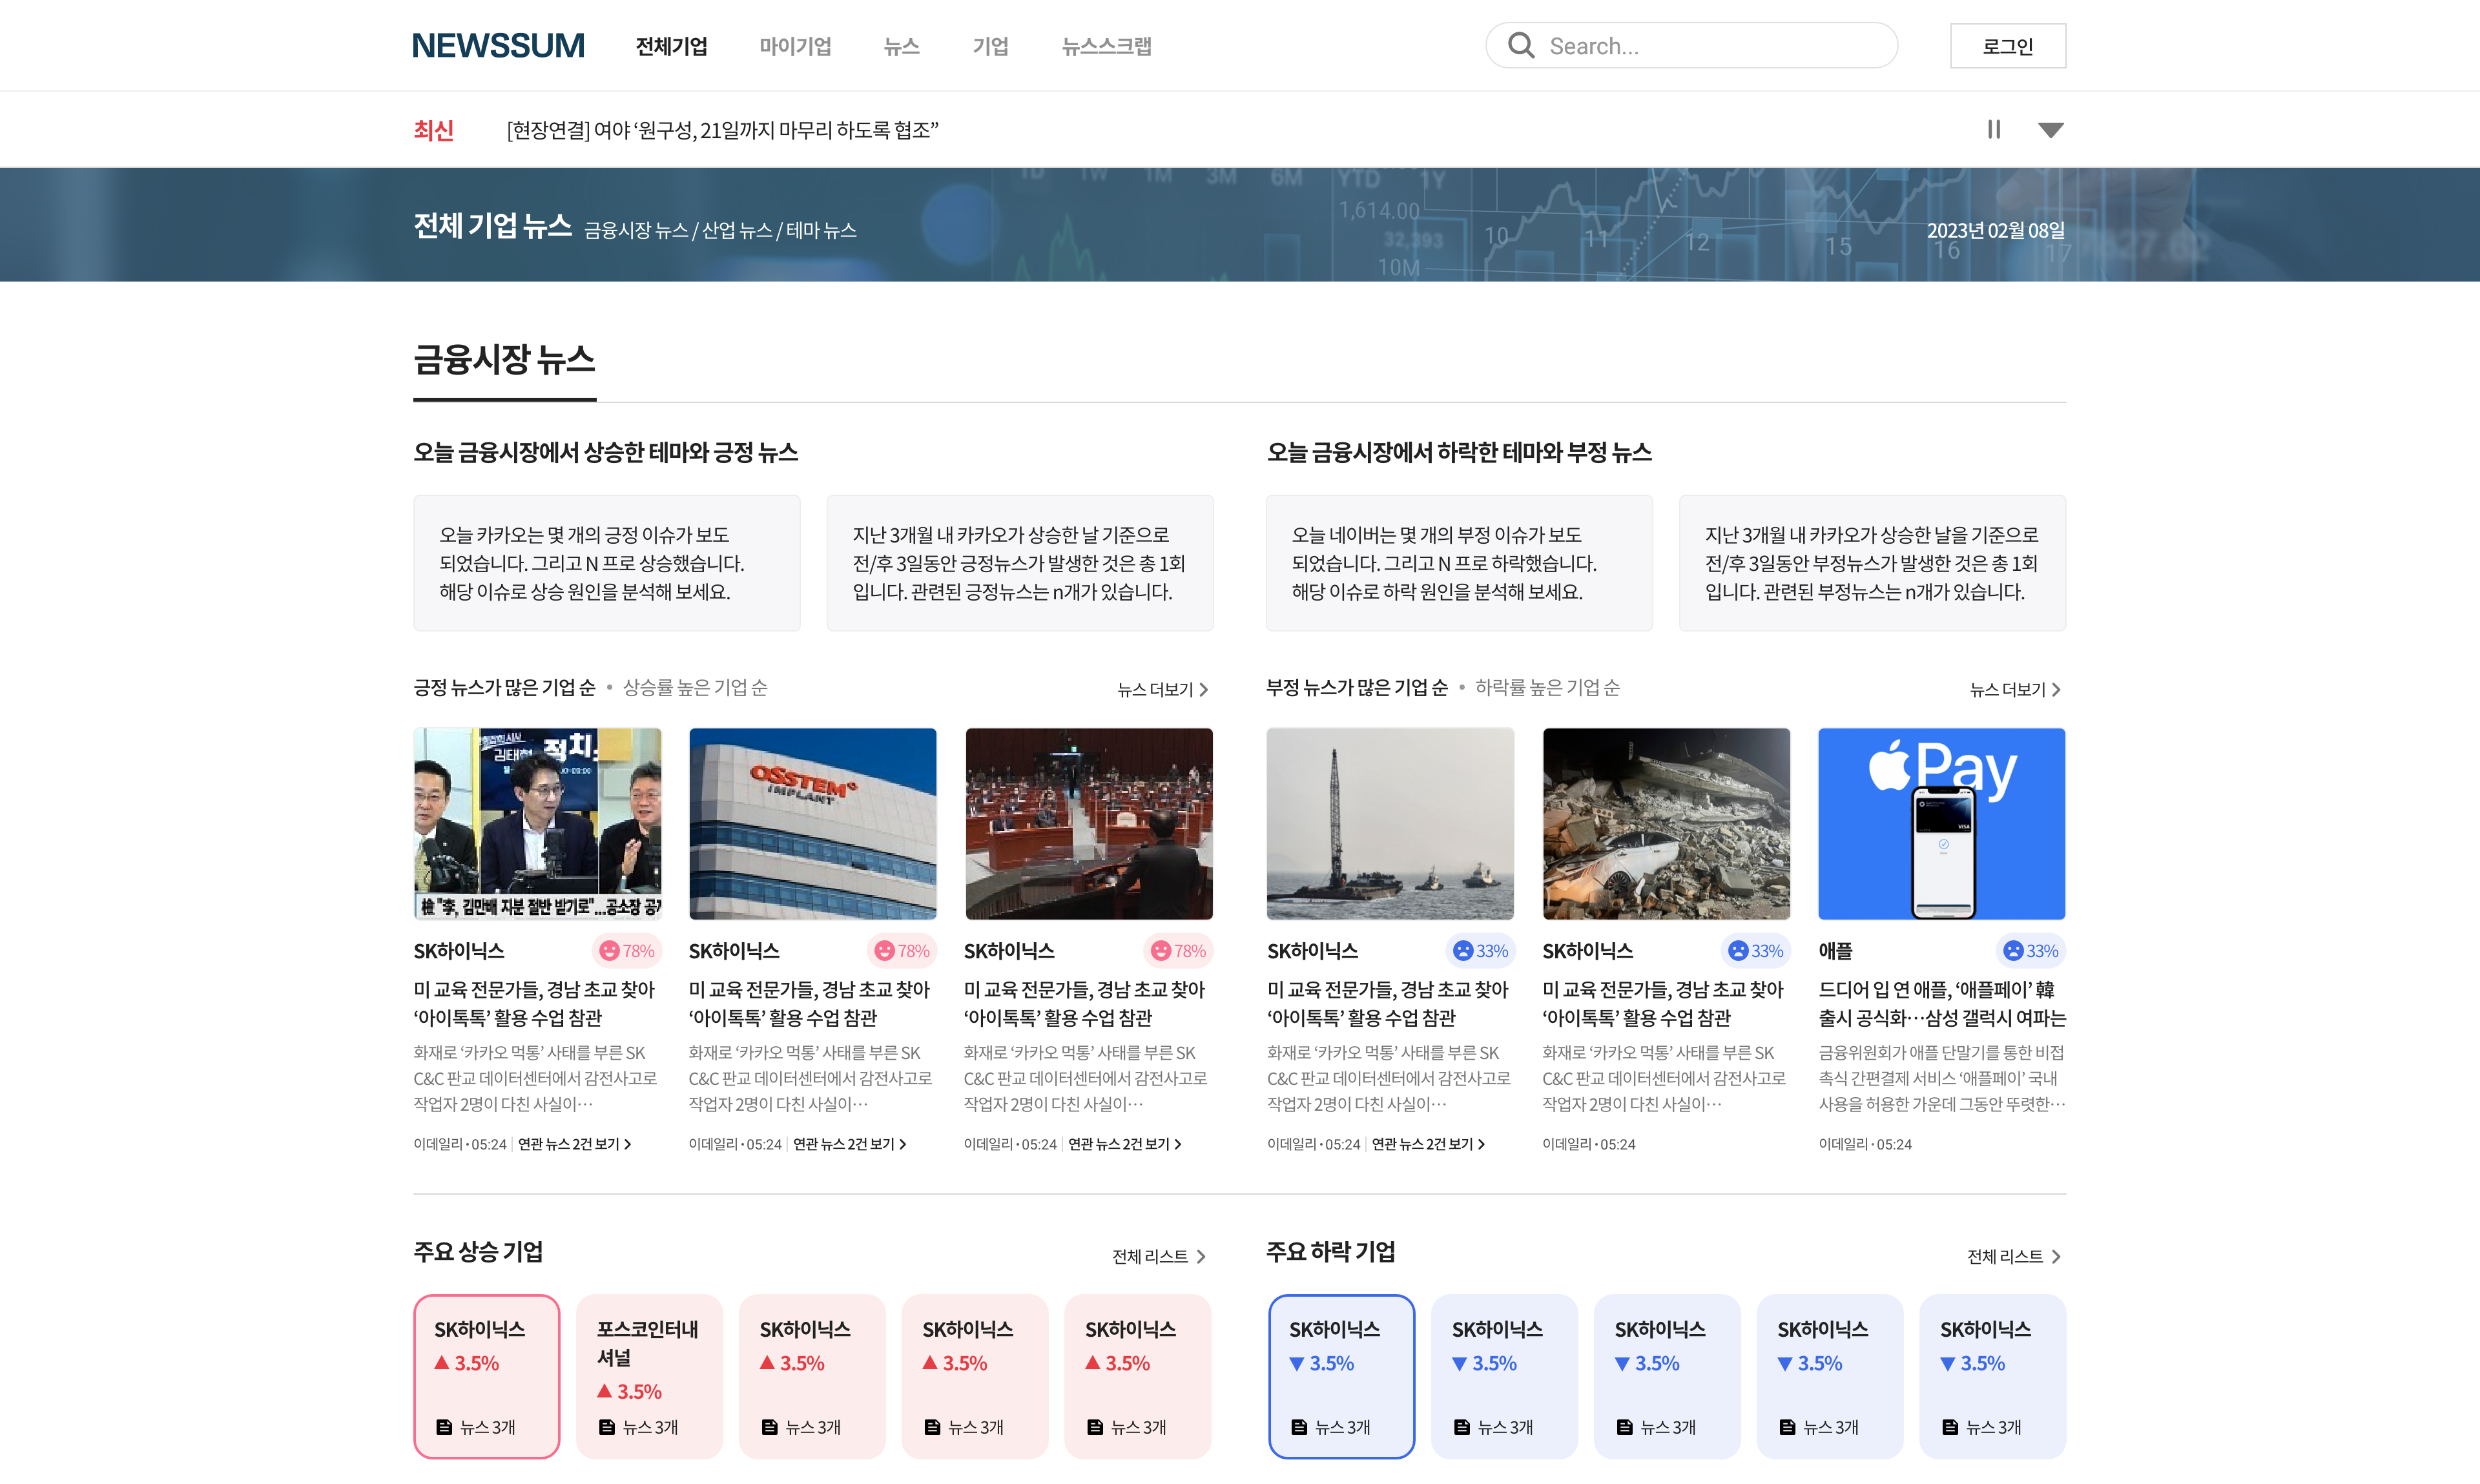 NEWSSUM
전체기업
마이기업
뉴스
기업
뉴스스크랩
Search...
로그인
최신
[현장연결] 여야 ‘원구성, 21일까지 마무리 하도록 협조”
1D 1W 1M 3M 6M YTD 1Y
1,614.00
32,393
10M
10 11 12 15 16 17
전체 기업 뉴스
금융시장 뉴스 / 산업 뉴스 / 테마 뉴스
2023년 02월 08일
금융시장 뉴스
오늘 금융시장에서 상승한 테마와 긍정 뉴스
오늘 카카오는 몇 개의 긍정 이슈가 보도
되었습니다. 그리고 N 프로 상승했습니다.
해당 이슈로 상승 원인을 분석해 보세요.
지난 3개월 내 카카오가 상승한 날 기준으로
전/후 3일동안 긍정뉴스가 발생한 것은 총 1회
입니다. 관련된 긍정뉴스는 n개가 있습니다.
오늘 금융시장에서 하락한 테마와 부정 뉴스
오늘 네이버는 몇 개의 부정 이슈가 보도
되었습니다. 그리고 N 프로 하락했습니다.
해당 이슈로 하락 원인을 분석해 보세요.
지난 3개월 내 카카오가 상승한 날을 기준으로
전/후 3일동안 부정뉴스가 발생한 것은 총 1회
입니다. 관련된 부정뉴스는 n개가 있습니다.
긍정 뉴스가 많은 기업 순 • 상승률 높은 기업 순
뉴스 더보기
부정 뉴스가 많은 기업 순 • 하락률 높은 기업 순
뉴스 더보기
김태현
정치
檢 "李, 김만배 지분 절반 받기로"...공소장 공개
SK하이닉스
78%
미 교육 전문가들, 경남 초교 찾아
‘아이톡톡’ 활용 수업 참관
화재로 ‘카카오 먹통’ 사태를 부른 SK
C&C 판교 데이터센터에서 감전사고로
작업자 2명이 다친 사실이…
이데일리 · 05:24 | 연관 뉴스 2건 보기
OSSTEM
IMPLANT
SK하이닉스
78%
미 교육 전문가들, 경남 초교 찾아
‘아이톡톡’ 활용 수업 참관
화재로 ‘카카오 먹통’ 사태를 부른 SK
C&C 판교 데이터센터에서 감전사고로
작업자 2명이 다친 사실이…
이데일리 · 05:24 | 연관 뉴스 2건 보기
SK하이닉스
78%
미 교육 전문가들, 경남 초교 찾아
‘아이톡톡’ 활용 수업 참관
화재로 ‘카카오 먹통’ 사태를 부른 SK
C&C 판교 데이터센터에서 감전사고로
작업자 2명이 다친 사실이…
이데일리 · 05:24 | 연관 뉴스 2건 보기
SK하이닉스
33%
미 교육 전문가들, 경남 초교 찾아
‘아이톡톡’ 활용 수업 참관
화재로 ‘카카오 먹통’ 사태를 부른 SK
C&C 판교 데이터센터에서 감전사고로
작업자 2명이 다친 사실이…
이데일리 · 05:24 | 연관 뉴스 2건 보기
SK하이닉스
33%
미 교육 전문가들, 경남 초교 찾아
‘아이톡톡’ 활용 수업 참관
화재로 ‘카카오 먹통’ 사태를 부른 SK
C&C 판교 데이터센터에서 감전사고로
작업자 2명이 다친 사실이…
이데일리 · 05:24
Pay
VISA
애플
33%
드디어 입 연 애플, ‘애플페이’ 韓
출시 공식화…삼성 갤럭시 여파는
금융위원회가 애플 단말기를 통한 비접
촉식 간편결제 서비스 ‘애플페이’ 국내
사용을 허용한 가운데 그동안 뚜렷한…
이데일리 · 05:24
주요 상승 기업
전체 리스트
SK하이닉스
▲ 3.5%
뉴스 3개
포스코인터내
셔널
▲ 3.5%
뉴스 3개
SK하이닉스
▲ 3.5%
뉴스 3개
SK하이닉스
▲ 3.5%
뉴스 3개
SK하이닉스
▲ 3.5%
뉴스 3개
주요 하락 기업
전체 리스트
SK하이닉스
▼ 3.5%
뉴스 3개
SK하이닉스
▼ 3.5%
뉴스 3개
SK하이닉스
▼ 3.5%
뉴스 3개
SK하이닉스
▼ 3.5%
뉴스 3개
SK하이닉스
▼ 3.5%
뉴스 3개